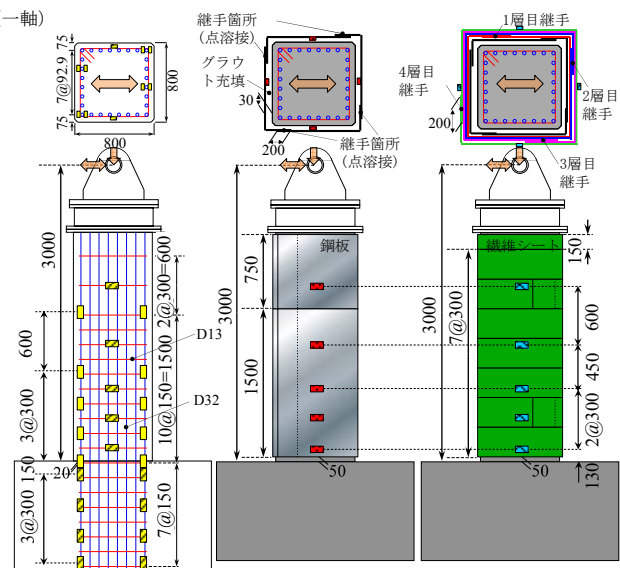 一軸）
75
7@92.9
75
800
800
継手箇所
（点溶接）
グラウ
ト充填
30
200
継手箇所
（点溶接）
1層目継手
4層目
継手
200
2層目
継手
3層目
継手
3000
600
3@300
150
3@300
20
2@300=600
D13
10@150=1500
D32
7@150
3000
750
1500
鋼板
50
3000
7@300
繊維シート
150
600
450
2@300
130
50